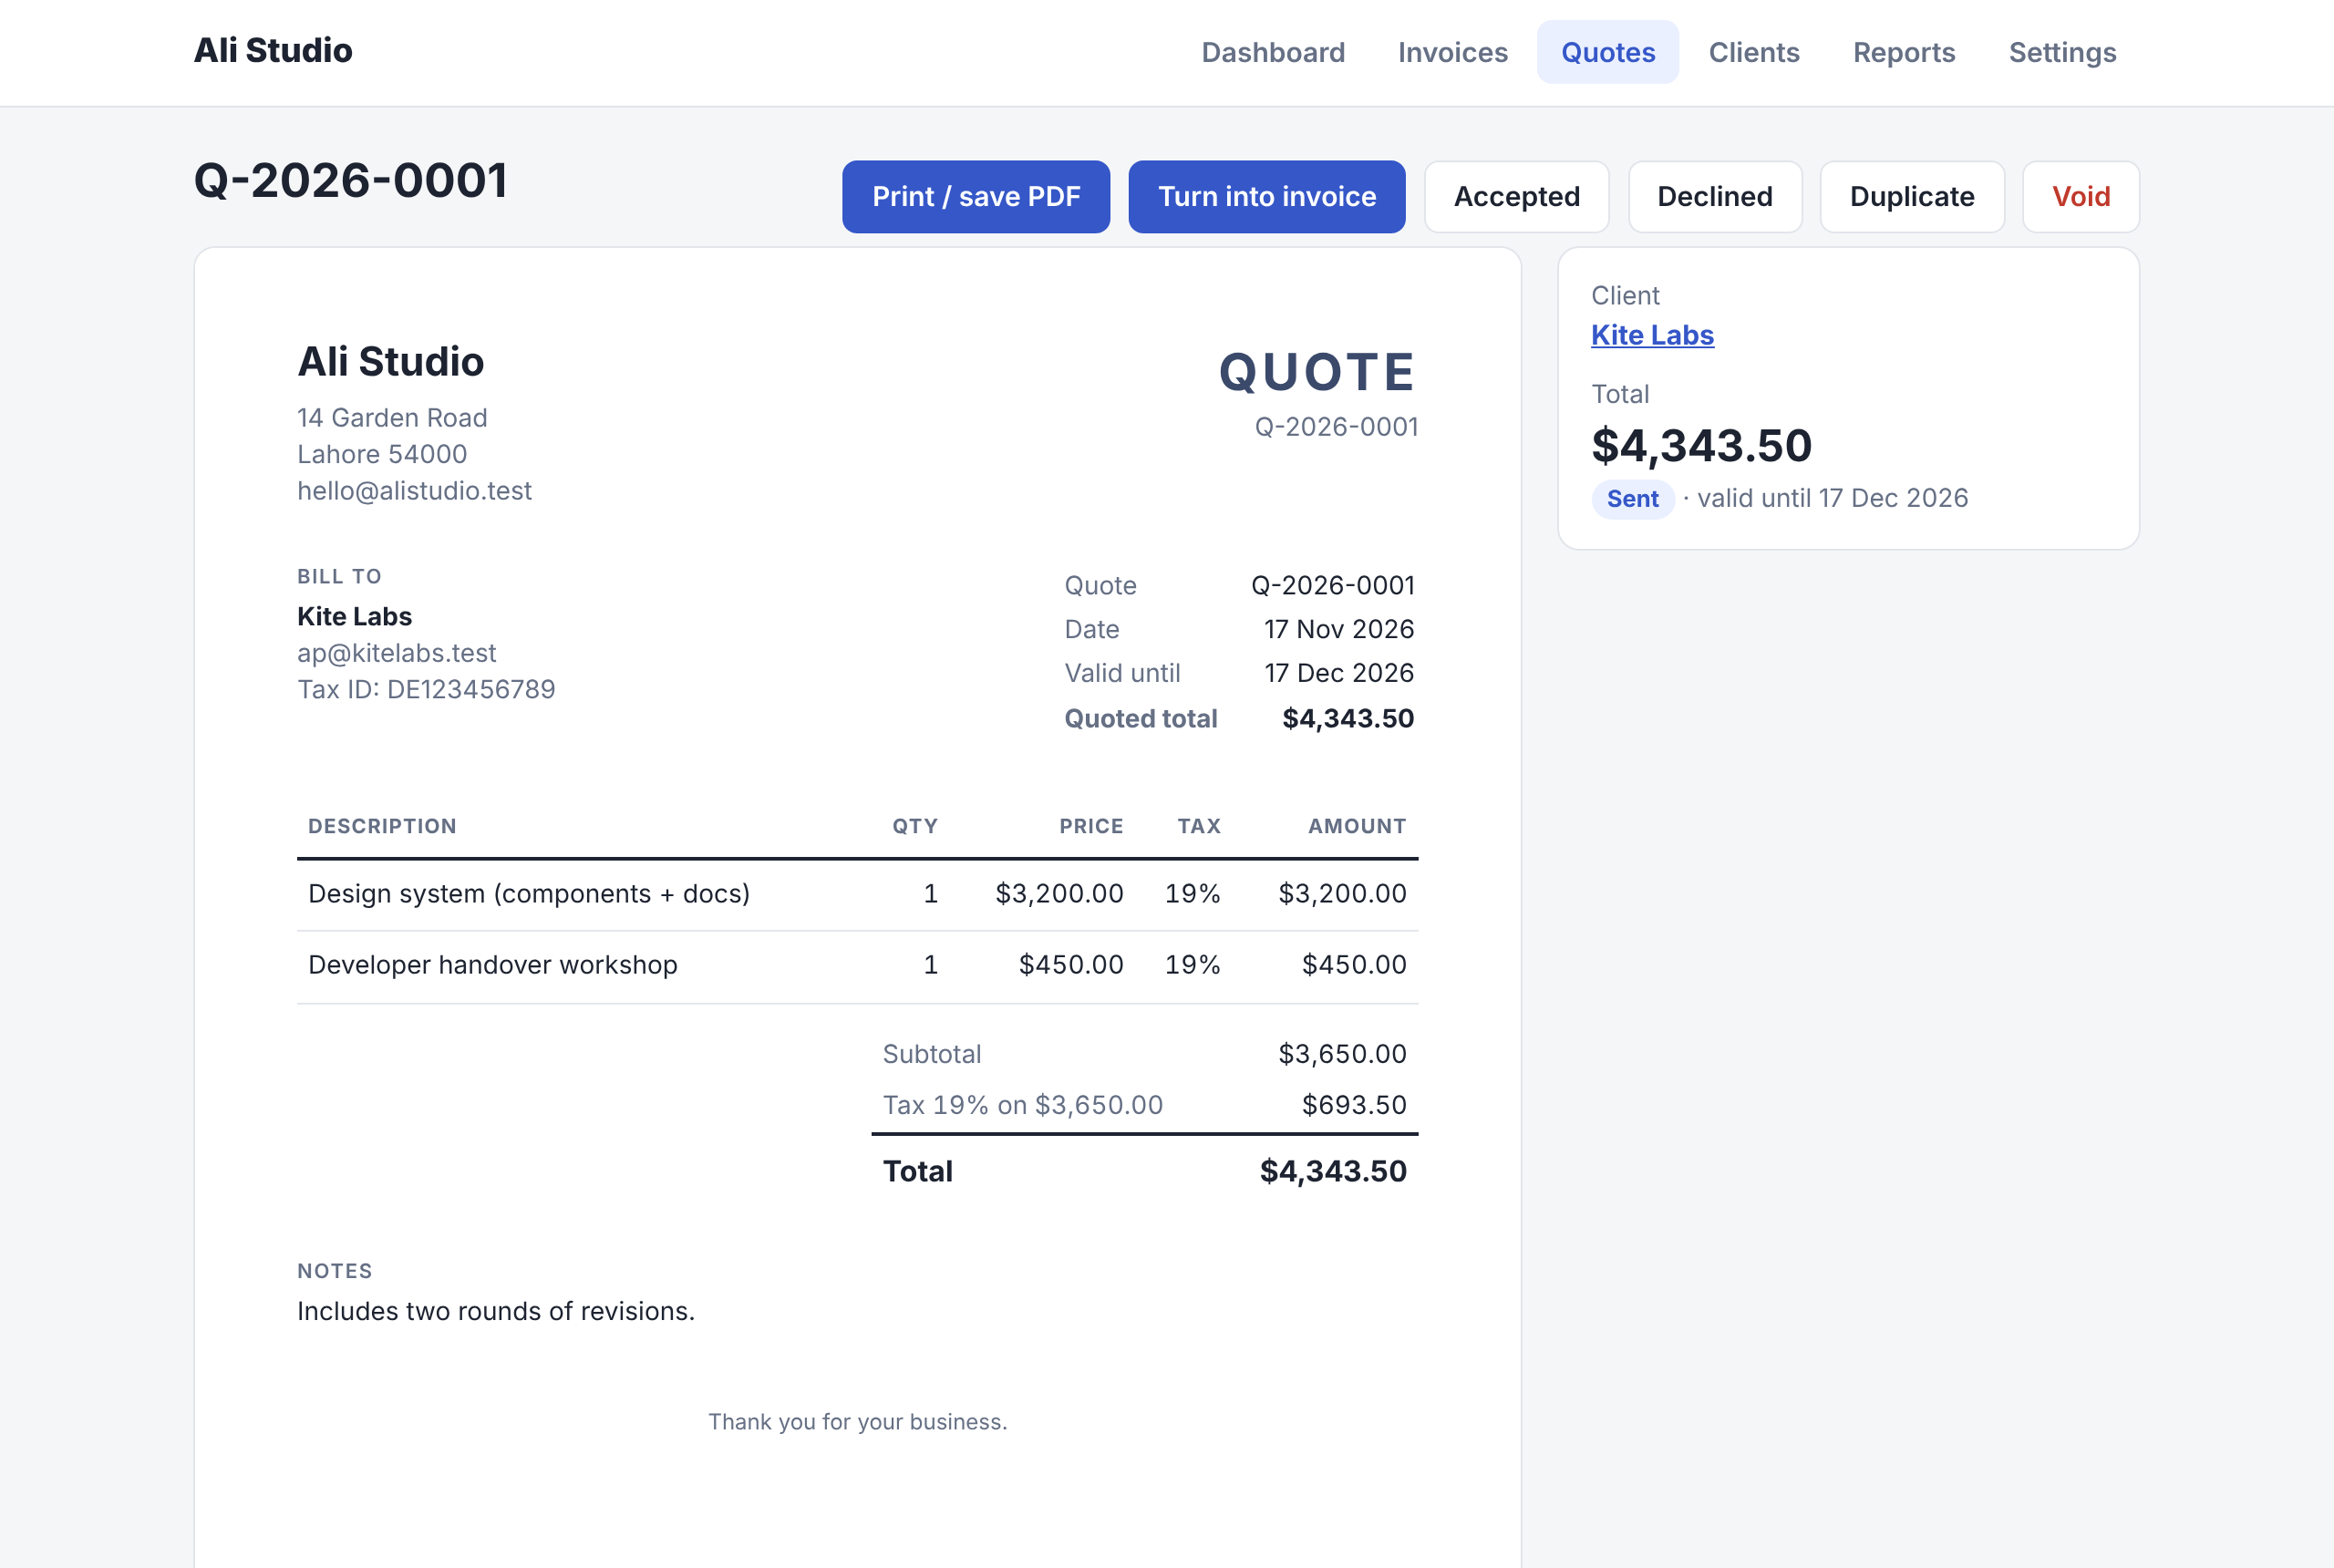 Ali Studio
Dashboard Invoices Quotes Clients Reports Settings
Q-2026-0001
Print / save PDF Turn into invoice Accepted Declined Duplicate Void
Ali Studio
14 Garden Road
Lahore 54000
hello@alistudio.test
QUOTE
Q-2026-0001
BILL TO
Kite Labs
ap@kitelabs.test
Tax ID: DE123456789
Quote Q-2026-0001
Date 17 Nov 2026
Valid until 17 Dec 2026
Quoted total $4,343.50
DESCRIPTION QTY PRICE TAX AMOUNT
Design system (components + docs) 1 $3,200.00 19% $3,200.00
Developer handover workshop 1 $450.00 19% $450.00
Subtotal $3,650.00
Tax 19% on $3,650.00 $693.50
Total $4,343.50
NOTES
Includes two rounds of revisions.
Thank you for your business.
Client
Kite Labs
Total
$4,343.50
Sent · valid until 17 Dec 2026